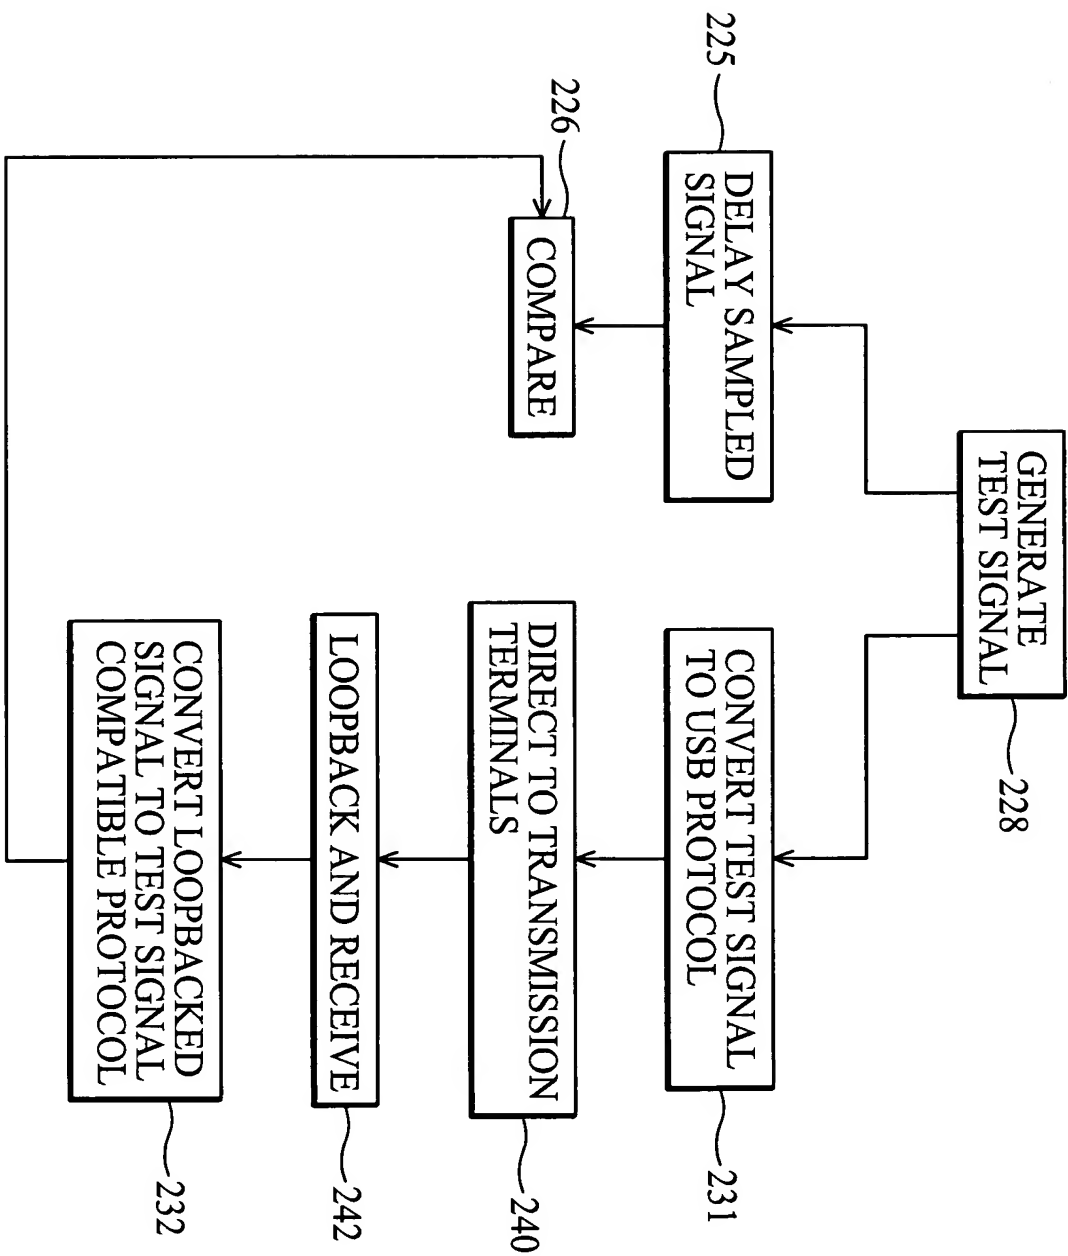 GENERATE
TEST SIGNAL
228
225
DELAY SAMPLED
SIGNAL
CONVERT TEST SIGNAL
TO USB PROTOCOL
231
226
COMPARE
DIRECT TO TRANSMISSION
TERMINALS
240
LOOPBACK AND RECEIVE
242
CONVERT LOOPBACKED
SIGNAL TO TEST SIGNAL
COMPATIBLE PROTOCOL
232